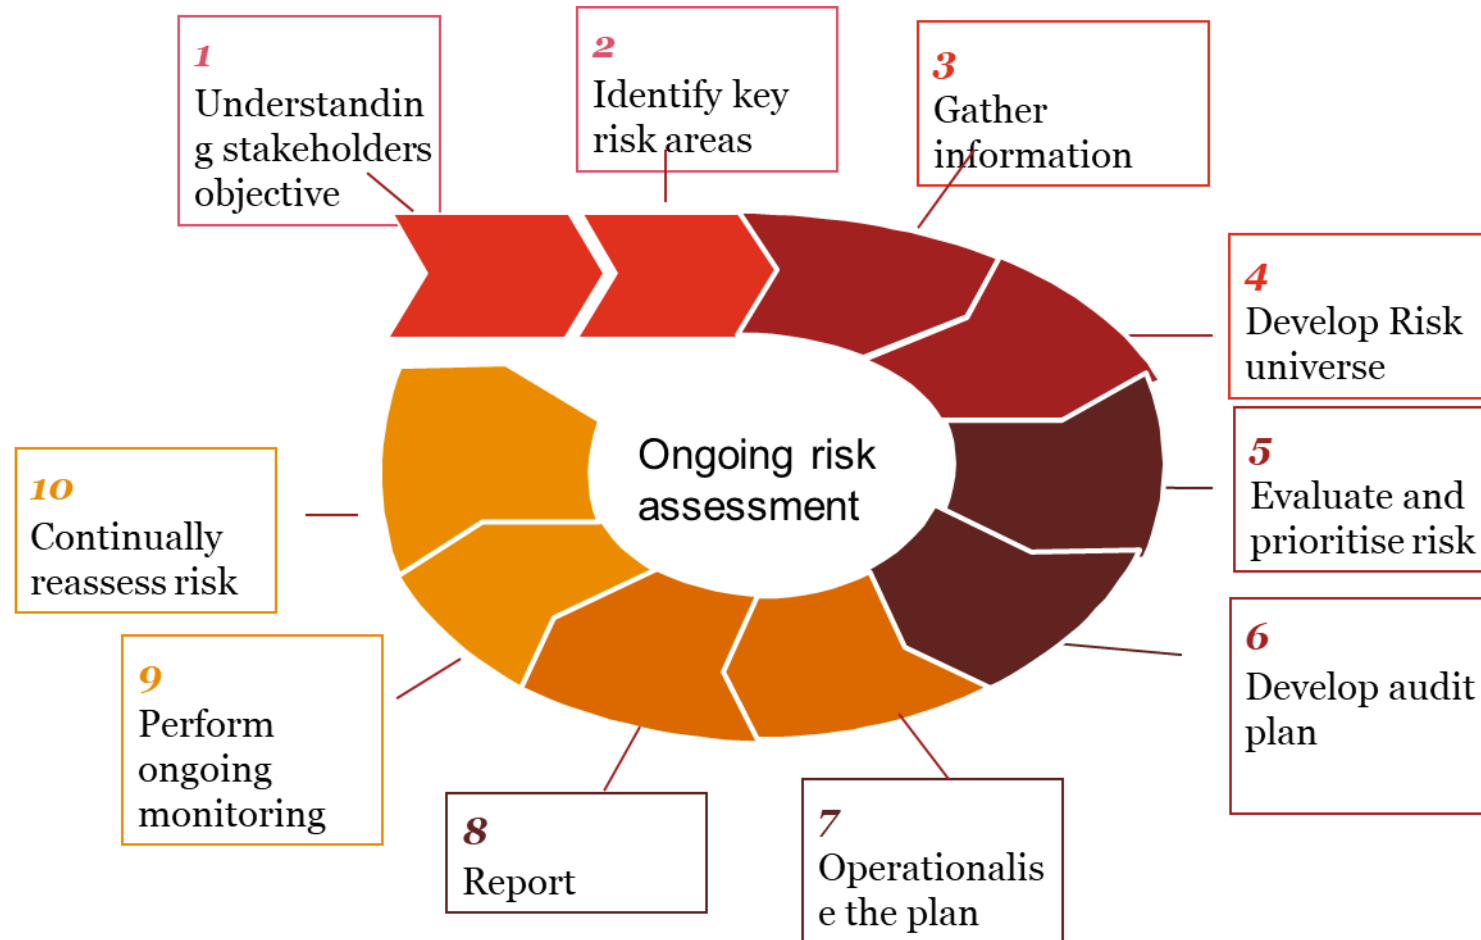 1
Understandin
g stakeholders
objective
2
Identify key
risk areas
3
Gather
information
4
Develop Risk
universe
5
Evaluate and
prioritise risk
6
Develop audit
plan
7
Operationalis
e the plan
8
Report
9
Perform
ongoing
monitoring
10
Continually
reassess risk
Ongoing risk
assessment